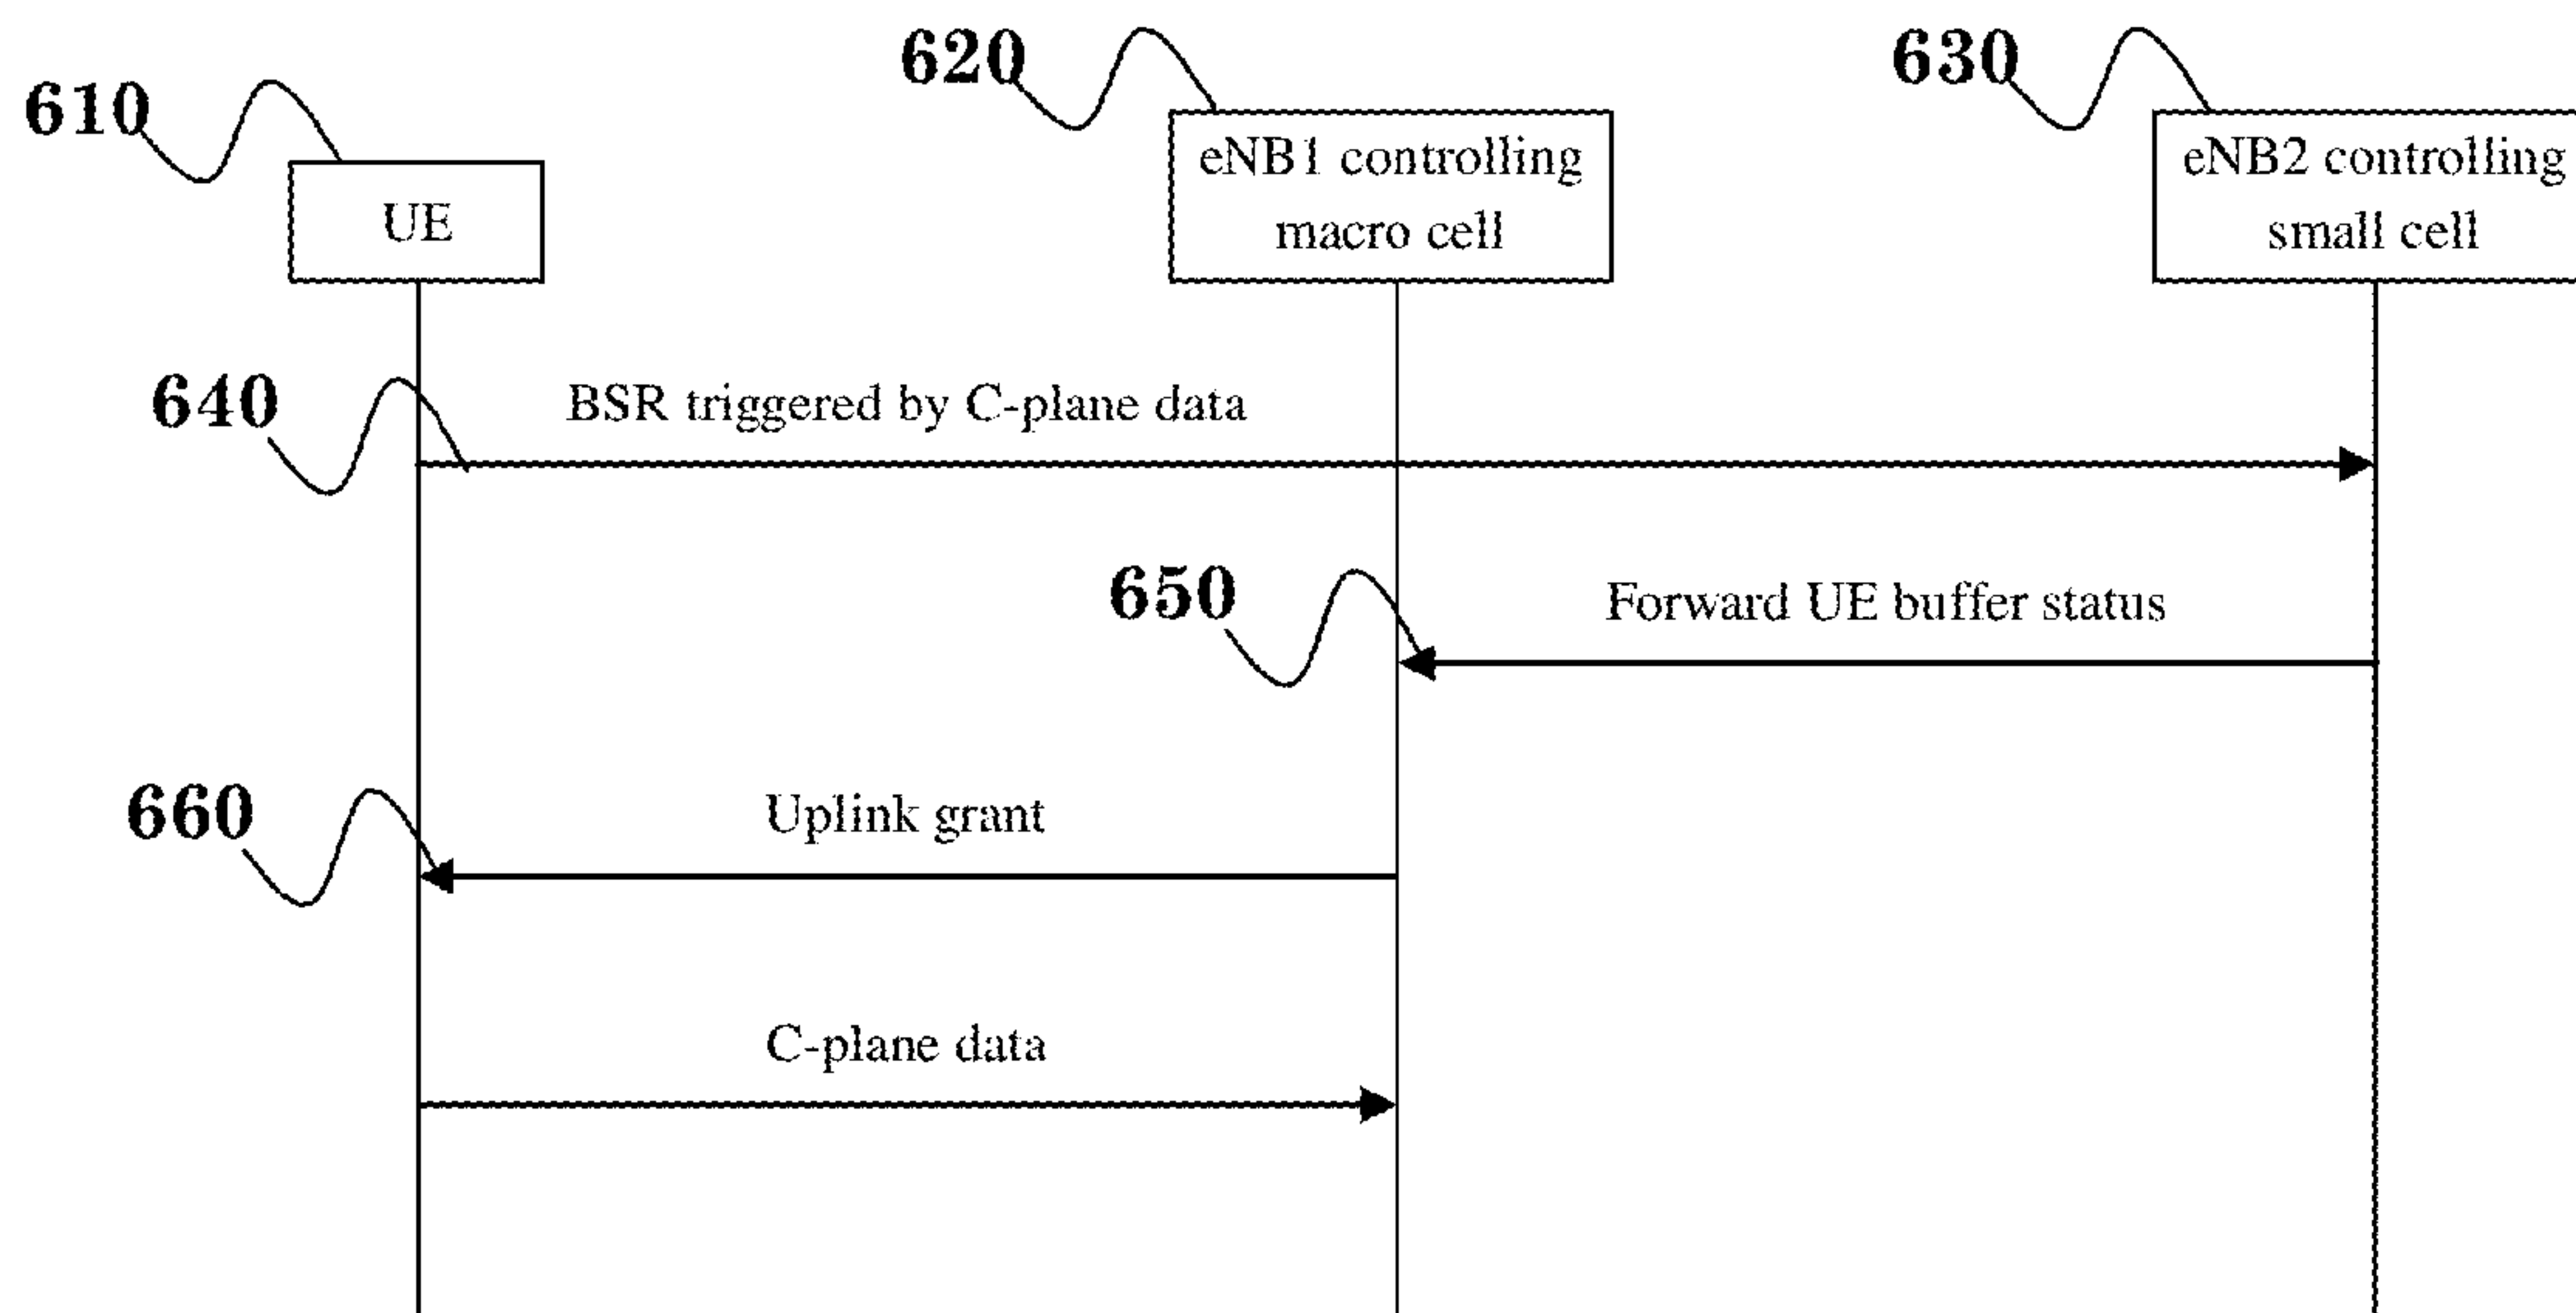 620
630
610
eNB1 controlling
macro cell
eNB2 controlling
small cell
UE
640
BSR triggered by C-plane data
650
Forward UE buffer status
660
Uplink grant
C-plane data